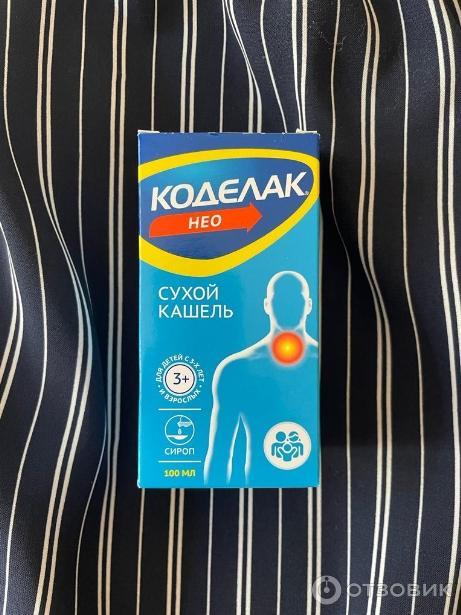 КОДЕЛАК®
НЕО
СУХОЙ
КАШЕЛЬ
ДЛЯ ДЕТЕЙ С 3-Х ЛЕТ
3+
И ВЗРОСЛЫХ
СИРОП
100 МЛ
ОТЗОВИК